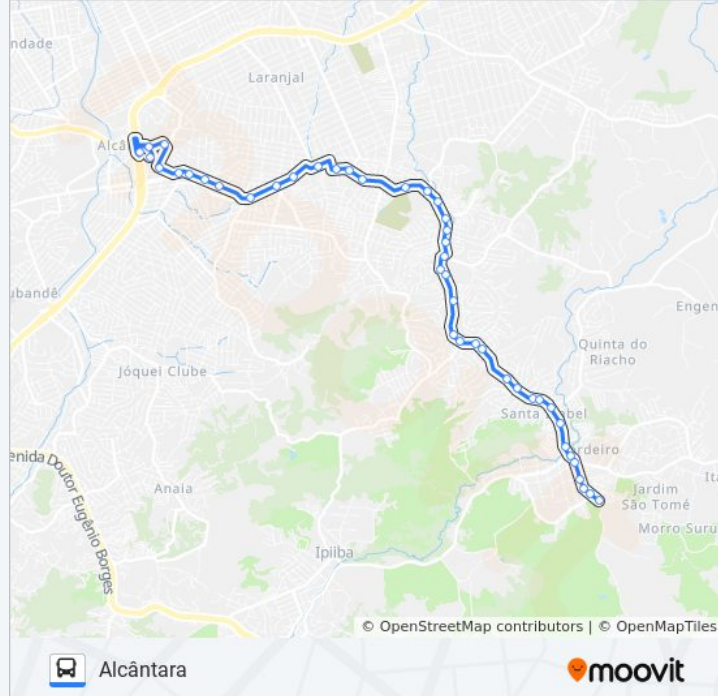 ndade
Laranjal
Alcân
ubandê
Engen
Quinta do
Riacho
Jóquei Clube
Santa Isabel
rdeiro
enida Doutor Eugênio Borges
Anaia
Ita
Jardim
São Tomé
Morro Suru
Ipiiba
© OpenStreetMap contributors | © OpenMapTiles
Alcântara
moovit